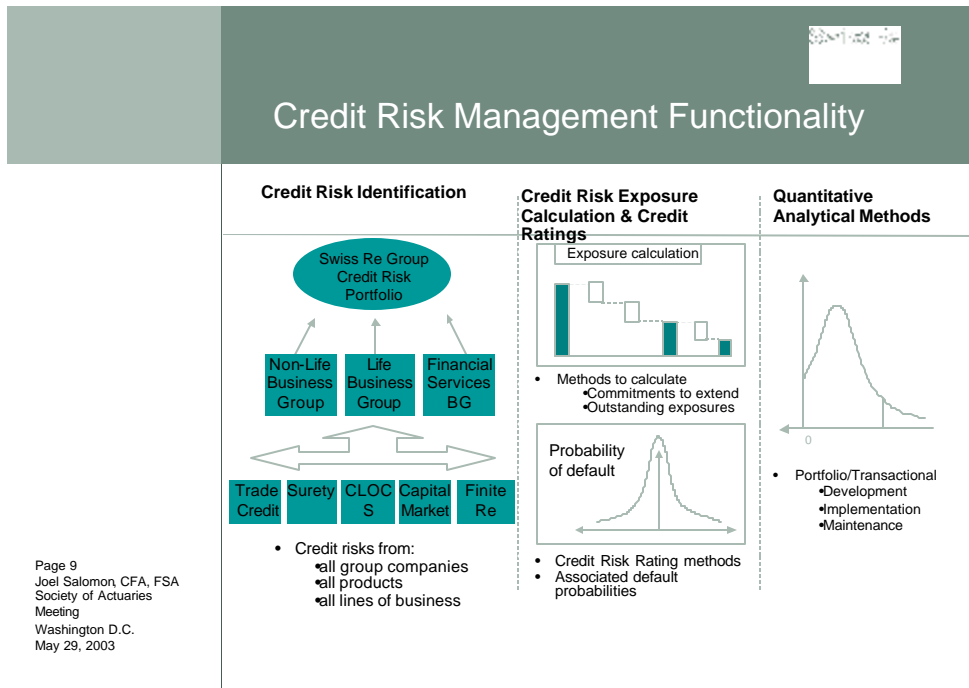 Credit Risk Management Functionality
Credit Risk Identification
Swiss Re Group
Credit Risk
Portfolio
Non-Life
Business
Group
Life
Business
Group
Financial
Services
BG
Trade
Credit
Surety
CLOC
S
Capital
Market
Finite
Re
• Credit risks from:
•all group companies
•all products
•all lines of business
Credit Risk Exposure
Calculation & Credit
Ratings
Exposure calculation
• Methods to calculate
•Commitments to extend
•Outstanding exposures
Probability
of default
• Credit Risk Rating methods
• Associated default
probabilities
Quantitative
Analytical Methods
0
• Portfolio/Transactional
•Development
•Implementation
•Maintenance
Page 9
Joel Salomon, CFA, FSA
Society of Actuaries
Meeting
Washington D.C.
May 29, 2003